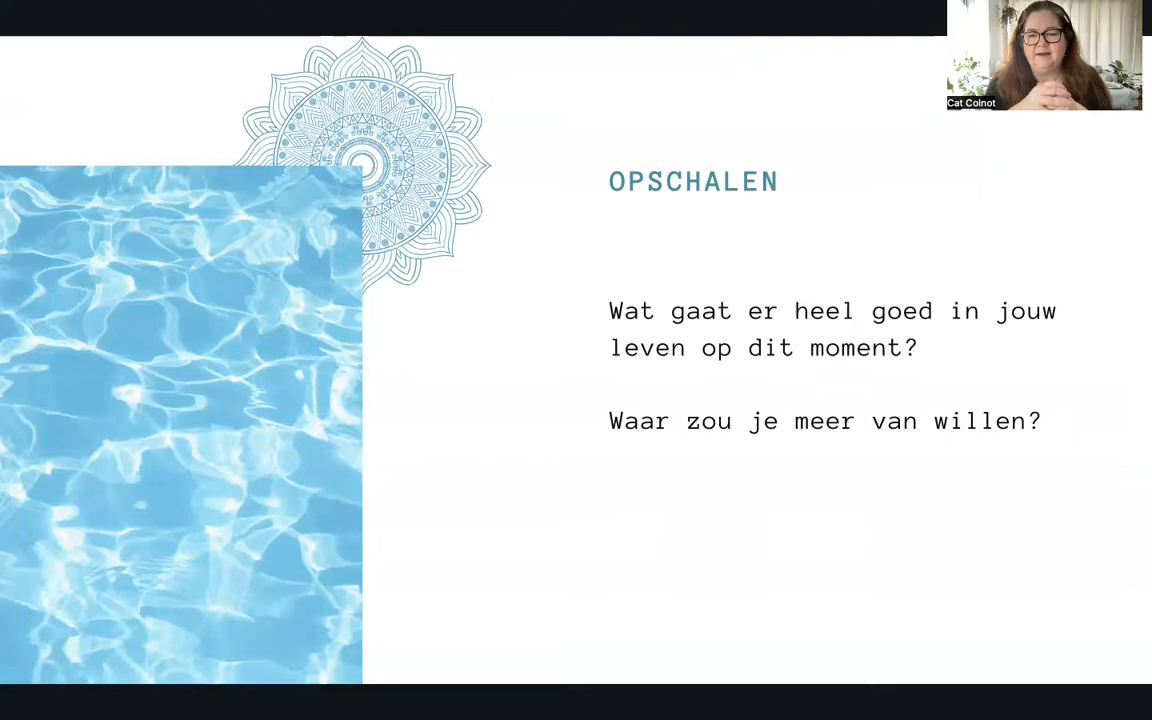 Cat Colnot
OPSCHALEN
Wat gaat er heel goed in jouw
leven op dit moment?
Waar zou je meer van willen?